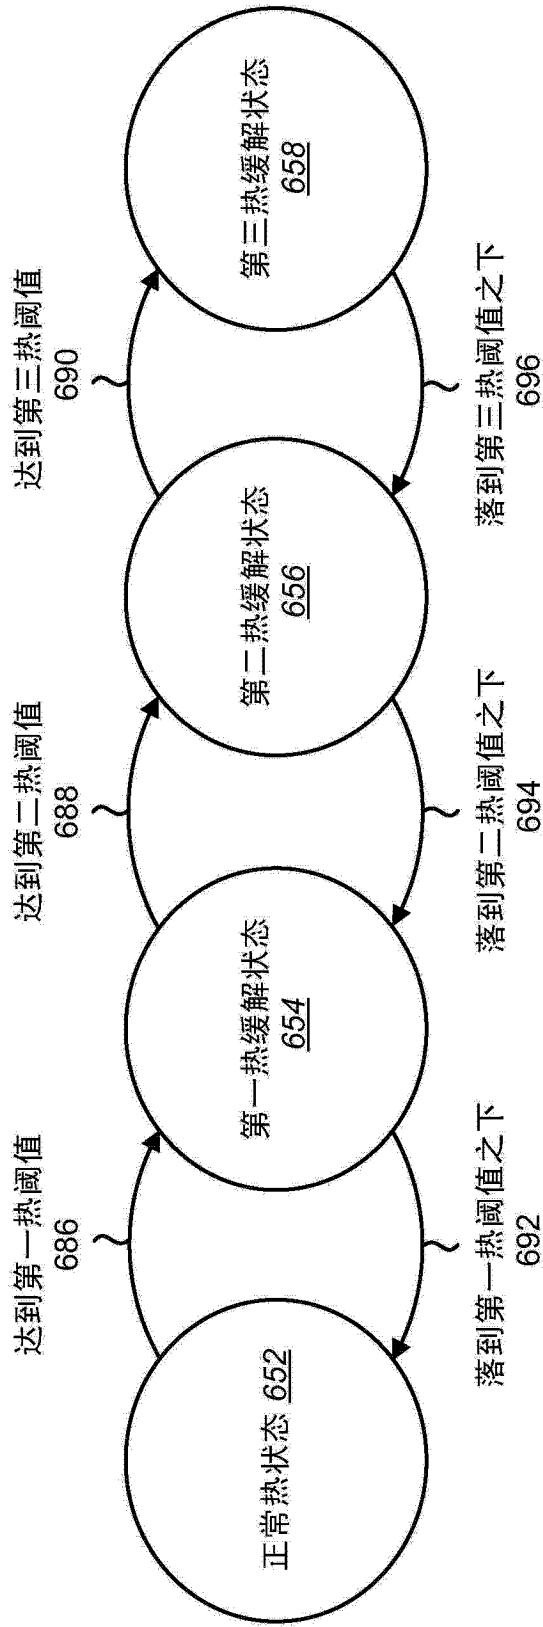 达到第一热阈值
686
达到第二热阈值
688
达到第三热阈值
690
正常热状态 652
第一热缓解状态
654
第二热缓解状态
656
第三热缓解状态
658
落到第一热阈值之下
692
落到第二热阈值之下
694
落到第三热阈值之下
696